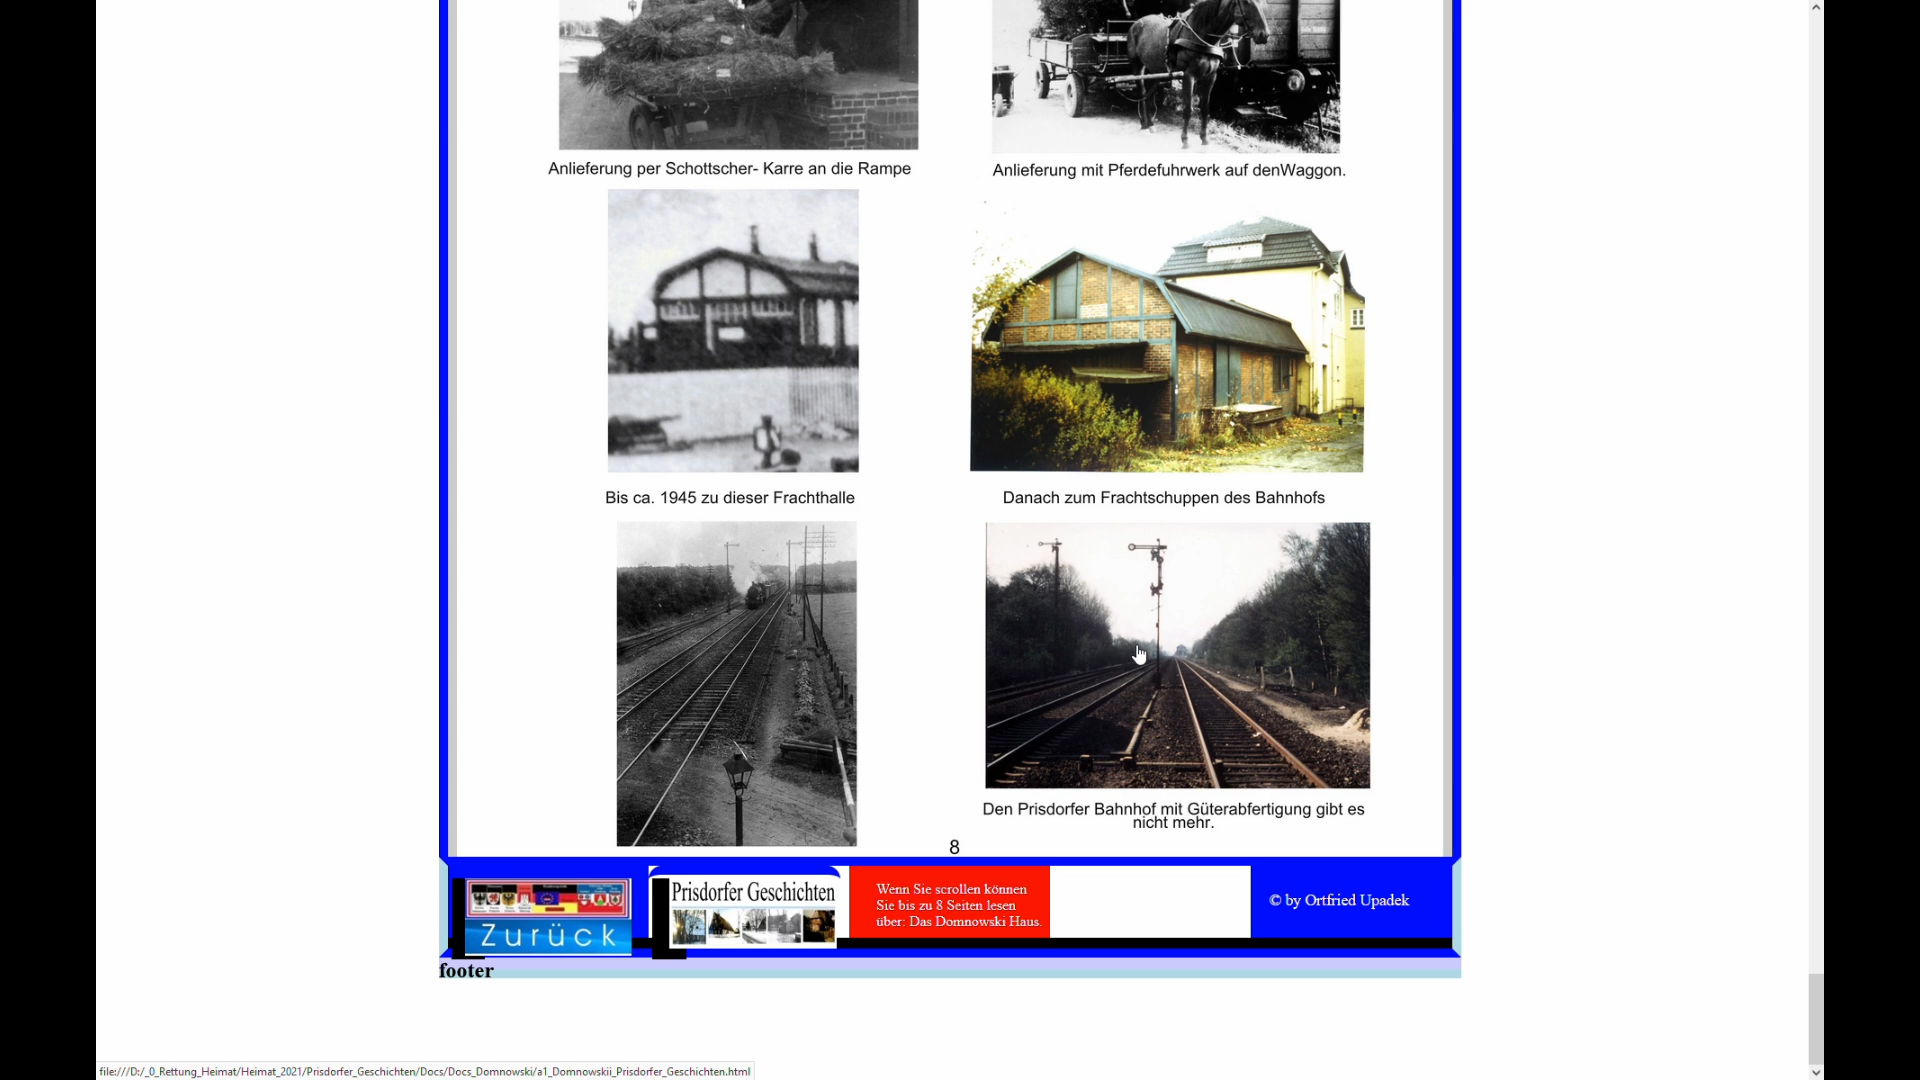 Anlieferung per Schottscher- Karre an die Rampe
Anlieferung mit Pferdefuhrwerk auf denWaggon.
Bis ca. 1945 zu dieser Frachthalle
Danach zum Frachtschuppen des Bahnhofs
Den Prisdorfer Bahnhof mit Güterabfertigung gibt es
nicht mehr.
8
Zurück
Prisdorfer Geschichten
Wenn Sie scrollen können
Sie bis zu 8 Seiten lesen
über: Das Domnowski Haus.
© by Ortfried Upadek
footer
file:///D:/_0_Rettung_Heimat/Heimat_2021/Prisdorfer_Geschichten/Docs/Docs_Domnowski/a1_Domnowskii_Prisdorfer_Geschichten.html